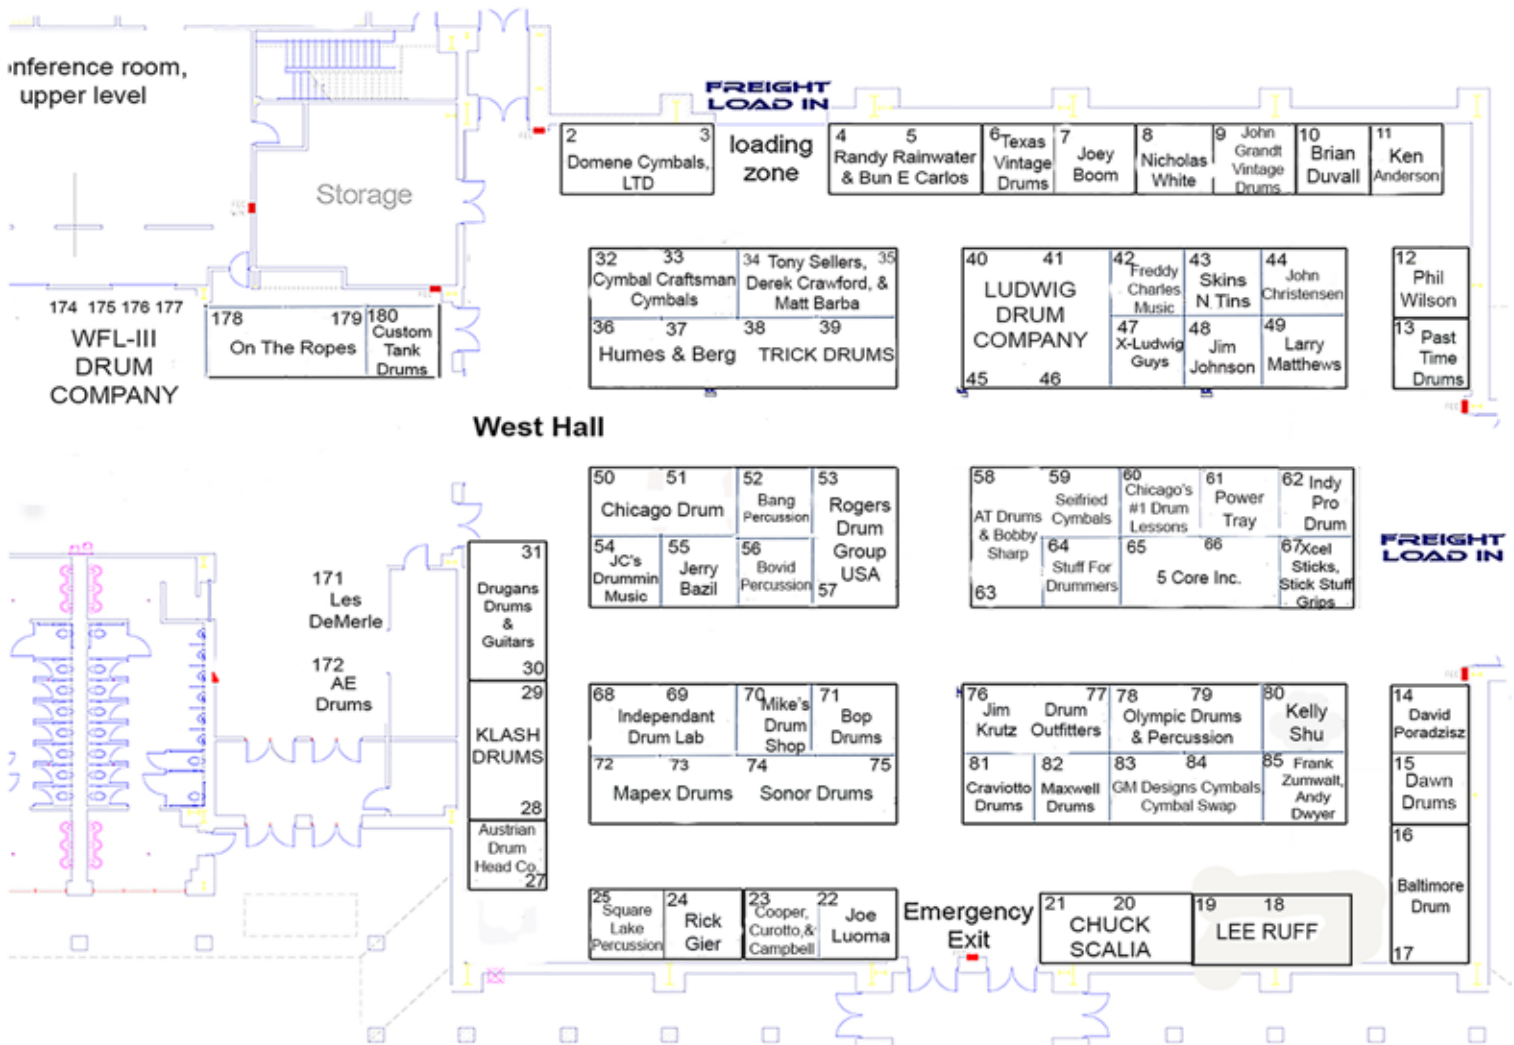 onference room,
upper level
Storage
FREIGHT
LOAD IN
loading
zone
2 3
Domene Cymbals,
LTD
4 5
Randy Rainwater
& Bun E Carlos
6 Texas
Vintage
Drums
7
Joey
Boom
8
Nicholas
White
9 John
Grandt
Vintage
Drums
10
Brian
Duvall
11
Ken
Anderson
32 33
Cymbal Craftsman
Cymbals
34 Tony Sellers, 35
Derek Crawford, &
Matt Barba
36 37
Humes & Berg
38 39
TRICK DRUMS
40 41
LUDWIG
DRUM
COMPANY
45 46
42
Freddy
Charles
Music
43
Skins
N Tins
44
John
Christensen
47
X-Ludwig
Guys
48
Jim
Johnson
49
Larry
Matthews
12
Phil
Wilson
13 Past
Time
Drums
174 175 176 177
WFL-III
DRUM
COMPANY
178 179
On The Ropes
180
Custom
Tank
Drums
West Hall
50 51
Chicago Drum
52
Bang
Percussion
53
Rogers
Drum
Group
USA
57
54
JC's
Drummin
Music
55
Jerry
Bazil
56
Bovid
Percussion
58
AT Drums
& Bobby
Sharp
63
59
Seifried
Cymbals
60
Chicago's
#1 Drum
Lessons
61
Power
Tray
62 Indy
Pro
Drum
64
Stuff For
Drummers
65 66
5 Core Inc.
67 Xcel
Sticks,
Stick Stuff
Grips
FREIGHT
LOAD IN
171
Les
DeMerle
172
AE
Drums
31
Drugans
Drums
&
Guitars
30
29
KLASH
DRUMS
28
Austrian
Drum
Head Co.
27
68 69
Independant
Drum Lab
70
Mike's
Drum
Shop
71
Bop
Drums
72 73
Mapex Drums
74 75
Sonor Drums
76
Jim
Krutz
77
Drum
Outfitters
78 79
Olympic Drums
& Percussion
80
Kelly
Shu
81
Craviotto
Drums
82
Maxwell
Drums
83 84
GM Designs Cymbals,
Cymbal Swap
85 Frank
Zumwalt,
Andy
Dwyer
14
David
Poradzisz
15
Dawn
Drums
16
Baltimore
Drum
17
25
Square
Lake
Percussion
24
Rick
Gier
23
Cooper,
Curotto,&
Campbell
22
Joe
Luoma
Emergency
Exit
21 20
CHUCK
SCALIA
19 18
LEE RUFF